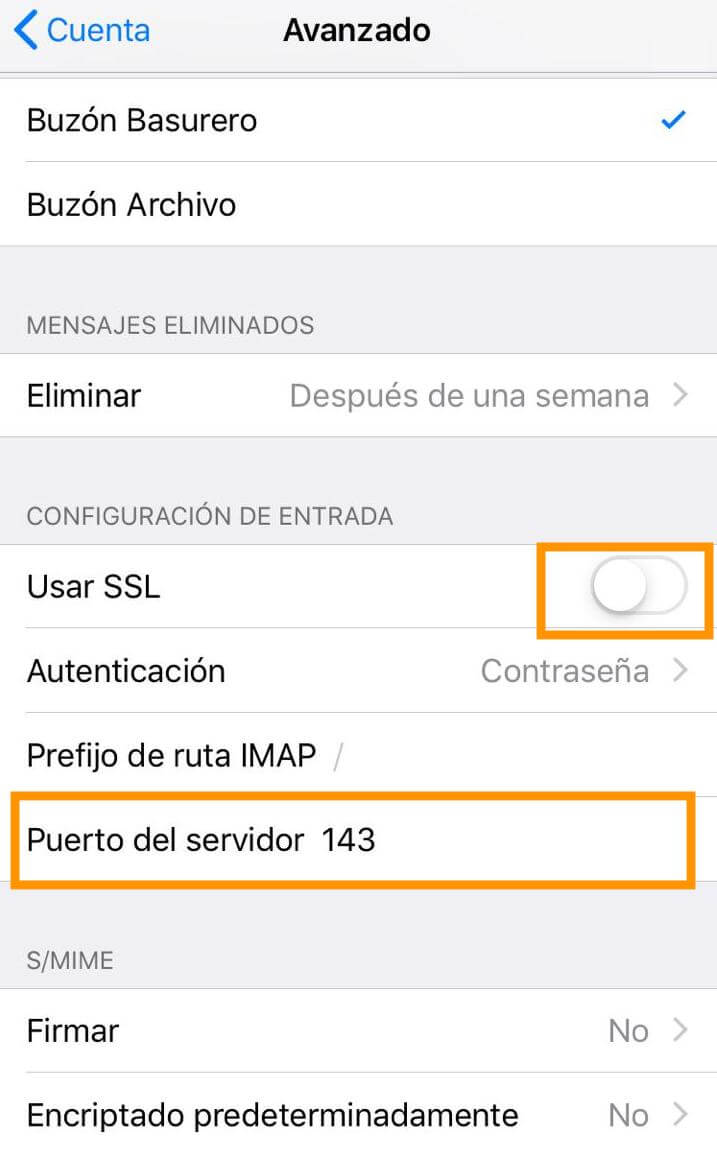 Cuenta
Avanzado
Buzón Basurero
Buzón Archivo
MENSAJES ELIMINADOS
Eliminar Después de una semana
CONFIGURACIÓN DE ENTRADA
Usar SSL
Autenticación Contraseña
Prefijo de ruta IMAP /
Puerto del servidor 143
S/MIME
Firmar No
Encriptado predeterminadamente No